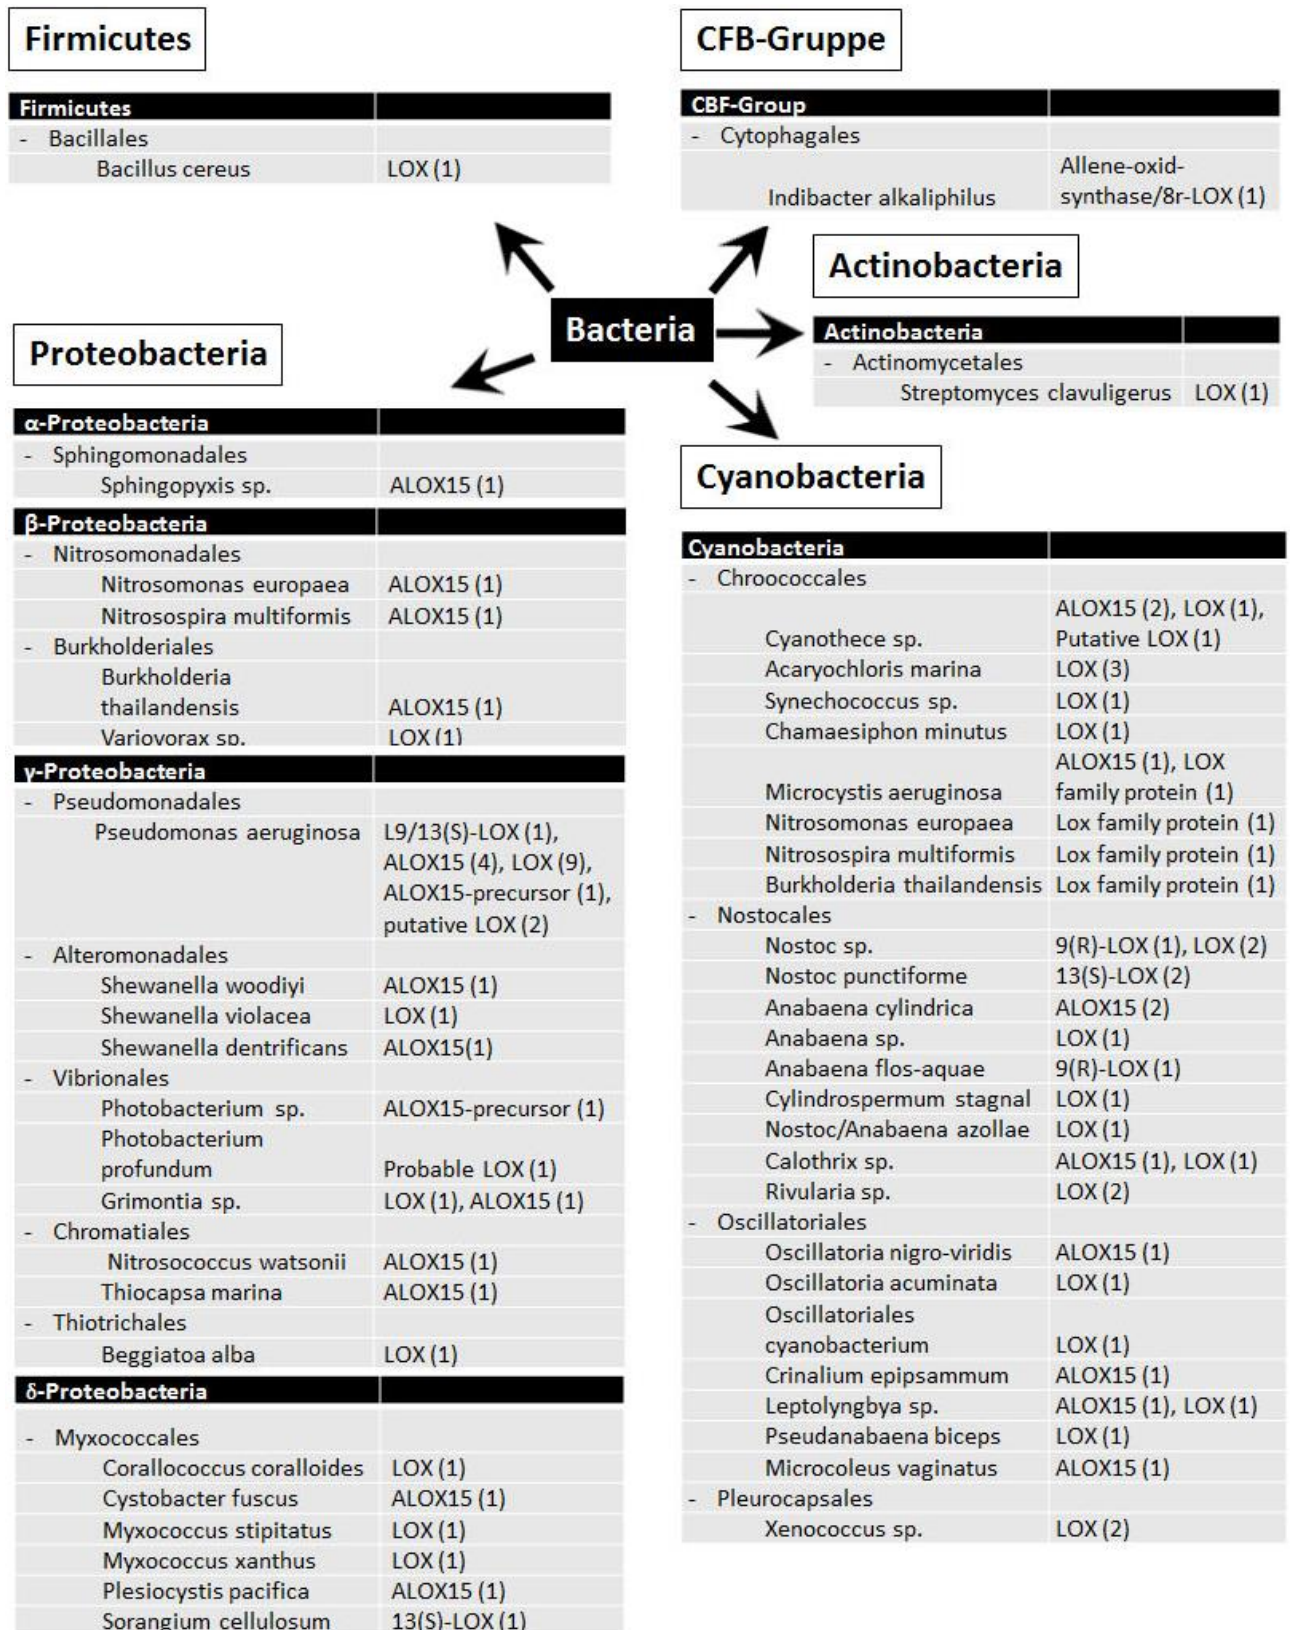 Firmicutes
Firmicutes
- Bacillales
Bacillus cereus LOX (1)
CFB-Gruppe
CBF-Group
- Cytophagales
Allene-oxid-
Indibacter alkaliphilus synthase/8r-LOX (1)
Bacteria
Actinobacteria
Actinobacteria
- Actinomycetales
Streptomyces clavuligerus LOX (1)
Proteobacteria
α-Proteobacteria
- Sphingomonadales
Sphingopyxis sp. ALOX15 (1)
β-Proteobacteria
- Nitrosomonadales
Nitrosomonas europaea ALOX15 (1)
Nitrosospira multiformis ALOX15 (1)
- Burkholderiales
Burkholderia
thailandensis ALOX15 (1)
Variovorax sp. LOX (1)
γ-Proteobacteria
- Pseudomonadales
Pseudomonas aeruginosa L9/13(S)-LOX (1),
ALOX15 (4), LOX (9),
ALOX15-precursor (1),
putative LOX (2)
- Alteromonadales
Shewanella woodiyi ALOX15 (1)
Shewanella violacea LOX (1)
Shewanella dentrificans ALOX15(1)
- Vibrionales
Photobacterium sp. ALOX15-precursor (1)
Photobacterium
profundum Probable LOX (1)
Grimontia sp. LOX (1), ALOX15 (1)
- Chromatiales
Nitrosococcus watsonii ALOX15 (1)
Thiocapsa marina ALOX15 (1)
- Thiotrichales
Beggiatoa alba LOX (1)
δ-Proteobacteria
- Myxococcales
Corallococcus coralloides LOX (1)
Cystobacter fuscus ALOX15 (1)
Myxococcus stipitatus LOX (1)
Myxococcus xanthus LOX (1)
Plesiocystis pacifica ALOX15 (1)
Sorangium cellulosum 13(S)-LOX (1)
Cyanobacteria
Cyanobacteria
- Chroococcales
ALOX15 (2), LOX (1),
Cyanothece sp. Putative LOX (1)
Acaryochloris marina LOX (3)
Synechococcus sp. LOX (1)
Chamaesiphon minutus LOX (1)
ALOX15 (1), LOX
Microcystis aeruginosa family protein (1)
Nitrosomonas europaea Lox family protein (1)
Nitrosospira multiformis Lox family protein (1)
Burkholderia thailandensis Lox family protein (1)
- Nostocales
Nostoc sp. 9(R)-LOX (1), LOX (2)
Nostoc punctiforme 13(S)-LOX (2)
Anabaena cylindrica ALOX15 (2)
Anabaena sp. LOX (1)
Anabaena flos-aquae 9(R)-LOX (1)
Cylindrospermum stagnal LOX (1)
Nostoc/Anabaena azollae LOX (1)
Calothrix sp. ALOX15 (1), LOX (1)
Rivularia sp. LOX (2)
- Oscillatoriales
Oscillatoria nigro-viridis ALOX15 (1)
Oscillatoria acuminata LOX (1)
Oscillatoriales
cyanobacterium LOX (1)
Crinalium epipsammum ALOX15 (1)
Leptolyngbya sp. ALOX15 (1), LOX (1)
Pseudanabaena biceps LOX (1)
Microcoleus vaginatus ALOX15 (1)
- Pleurocapsales
Xenococcus sp. LOX (2)